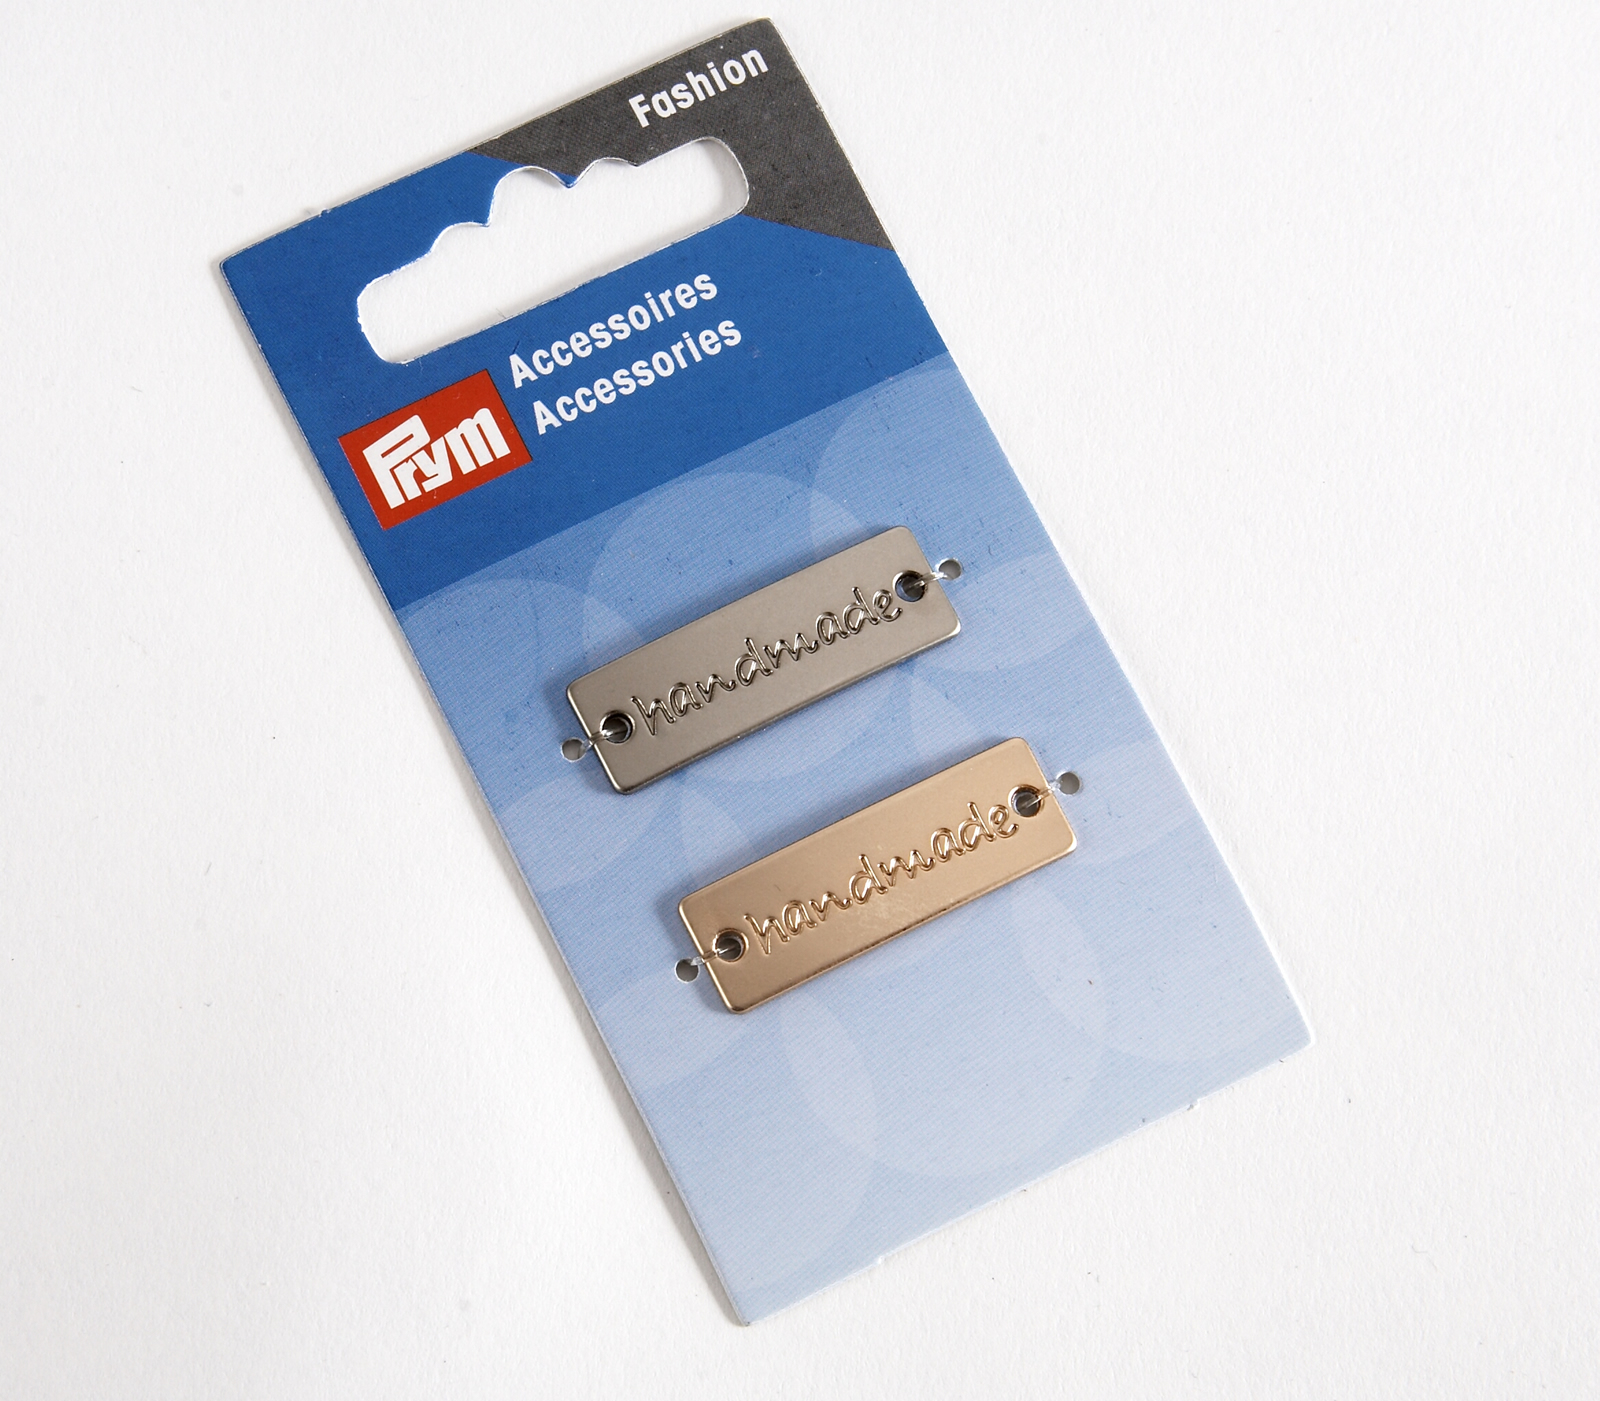 Fashion
Accessoires
Accessories
Prym
handmade
handmade